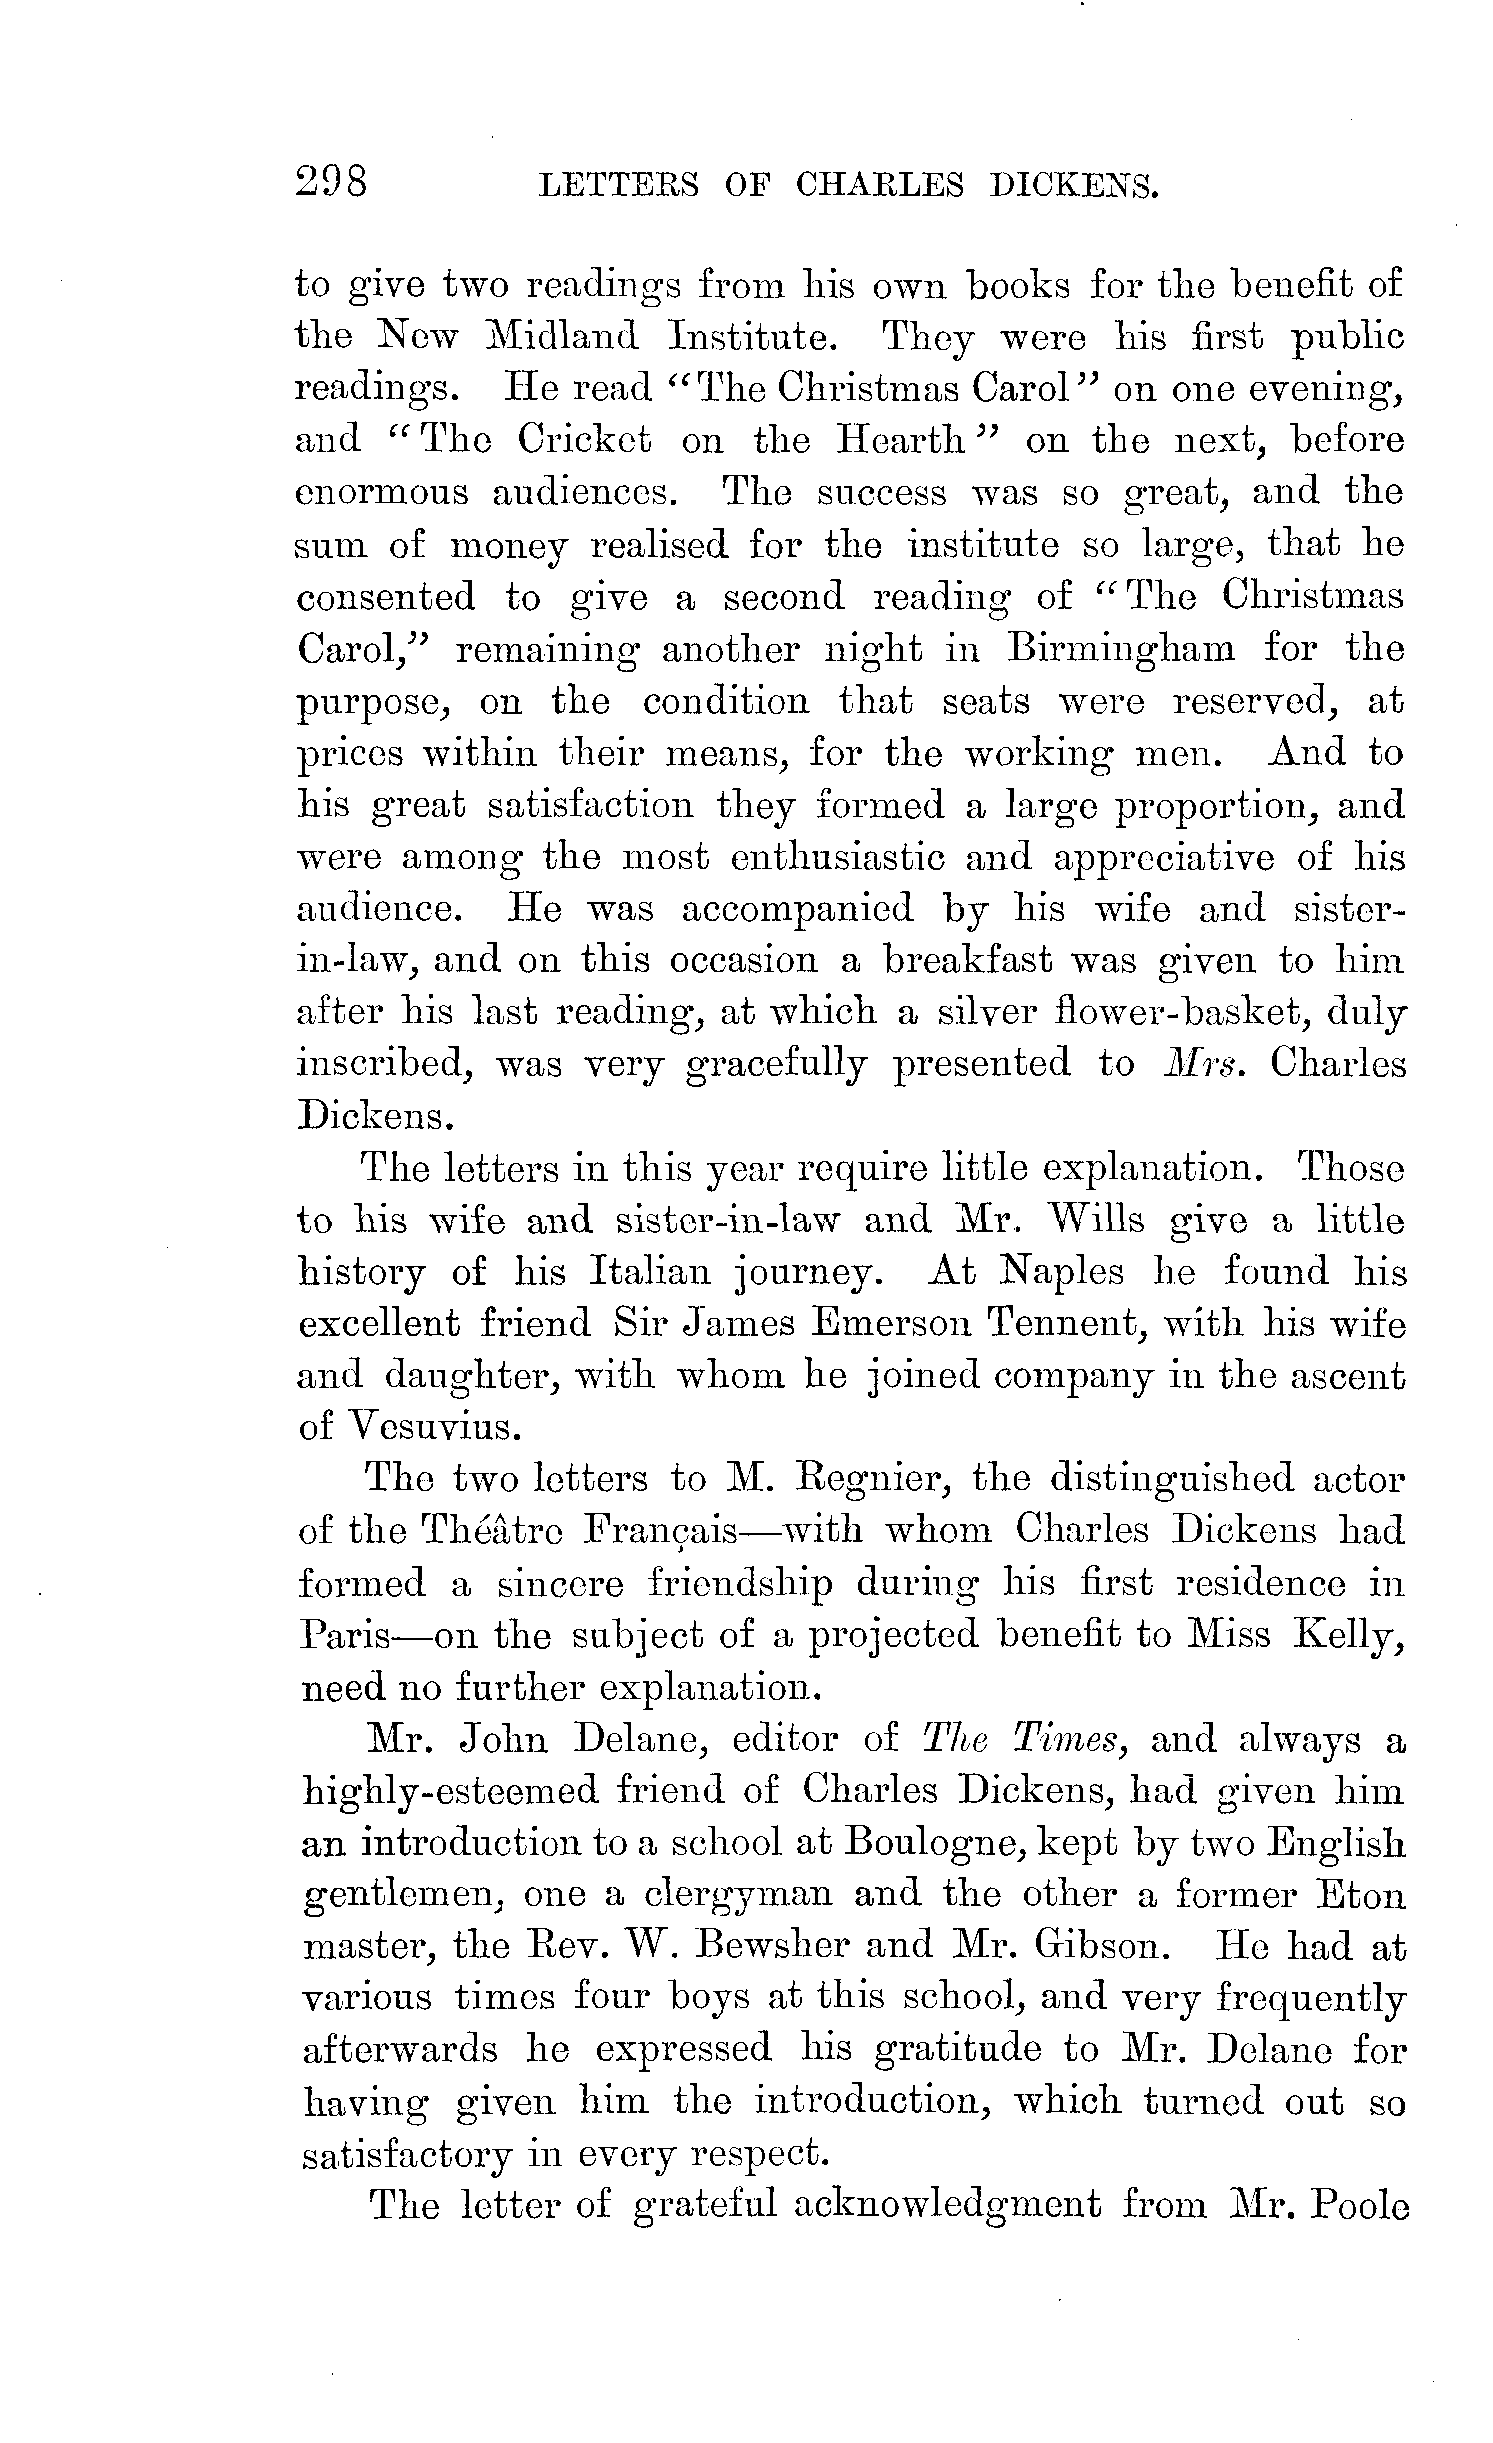 298 LETTERS OF CHARLES DICKENS.
to give two readings from his own books for the benefit of
the New Midland Institute. They were his first public
readings. He read "The Christmas Carol" on one evening,
and "The Cricket on the Hearth" on the next, before
enormous audiences. The success was so great, and the
sum of money realised for the institute so large, that he
consented to give a second reading of "The Christmas
Carol," remaining another night in Birmingham for the
purpose, on the condition that seats were reserved, at
prices within their means, for the working men. And to
his great satisfaction they formed a large proportion, and
were among the most enthusiastic and appreciative of his
audience. He was accompanied by his wife and sister-
in-law, and on this occasion a breakfast was given to him
after his last reading, at which a silver flower-basket, duly
inscribed, was very gracefully presented to Mrs. Charles
Dickens.
The letters in this year require little explanation. Those
to his wife and sister-in-law and Mr. Wills give a little
history of his Italian journey. At Naples he found his
excellent friend Sir James Emerson Tennent, with his wife
and daughter, with whom he joined company in the ascent
of Vesuvius.
The two letters to M. Regnier, the distinguished actor
of the Théâtre Français—with whom Charles Dickens had
formed a sincere friendship during his first residence in
Paris—on the subject of a projected benefit to Miss Kelly,
need no further explanation.
Mr. John Delane, editor of The Times, and always a
highly-esteemed friend of Charles Dickens, had given him
an introduction to a school at Boulogne, kept by two English
gentlemen, one a clergyman and the other a former Eton
master, the Rev. W. Bewsher and Mr. Gibson. He had at
various times four boys at this school, and very frequently
afterwards he expressed his gratitude to Mr. Delane for
having given him the introduction, which turned out so
satisfactory in every respect.
The letter of grateful acknowledgment from Mr. Poole